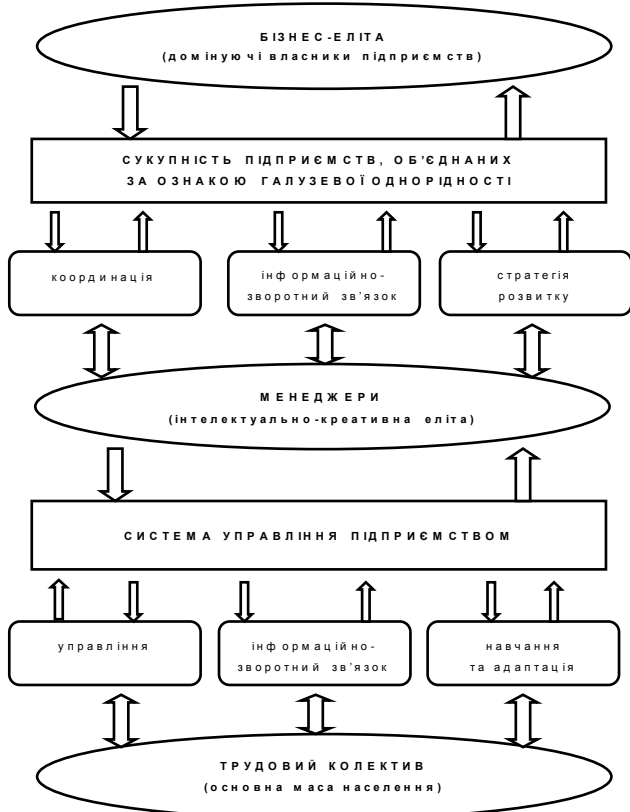 БІЗНЕС-ЕЛІТА
(домінуючі власники підприємств)
СУКУПНІСТЬ ПІДПРИЄМСТВ, ОБ’ЄДНАНИХ
ЗА ОЗНАКОЮ ГАЛУЗЕВОЇ ОДНОРІДНОСТІ
координація
інформаційно-
зворотний зв’язок
стратегія
розвитку
МЕНЕДЖЕРИ
(інтелектуально-креативна еліта)
СИСТЕМА УПРАВЛІННЯ ПІДПРИЄМСТВОМ
управління
інформаційно-
зворотний зв’язок
навчання
та адаптація
ТРУДОВИЙ КОЛЕКТИВ
(основна маса населення)